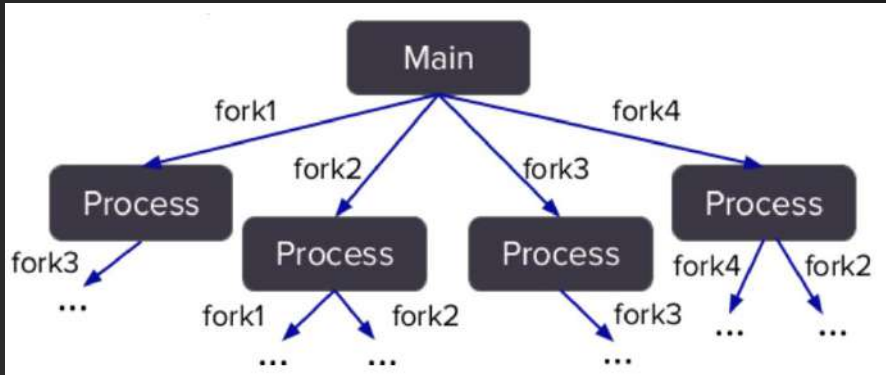 Main
fork1
fork4
fork2
fork3
Process
Process
Process
Process
fork3
fork4
fork2
fork1
fork2
fork3
...
...
...
...
...
...